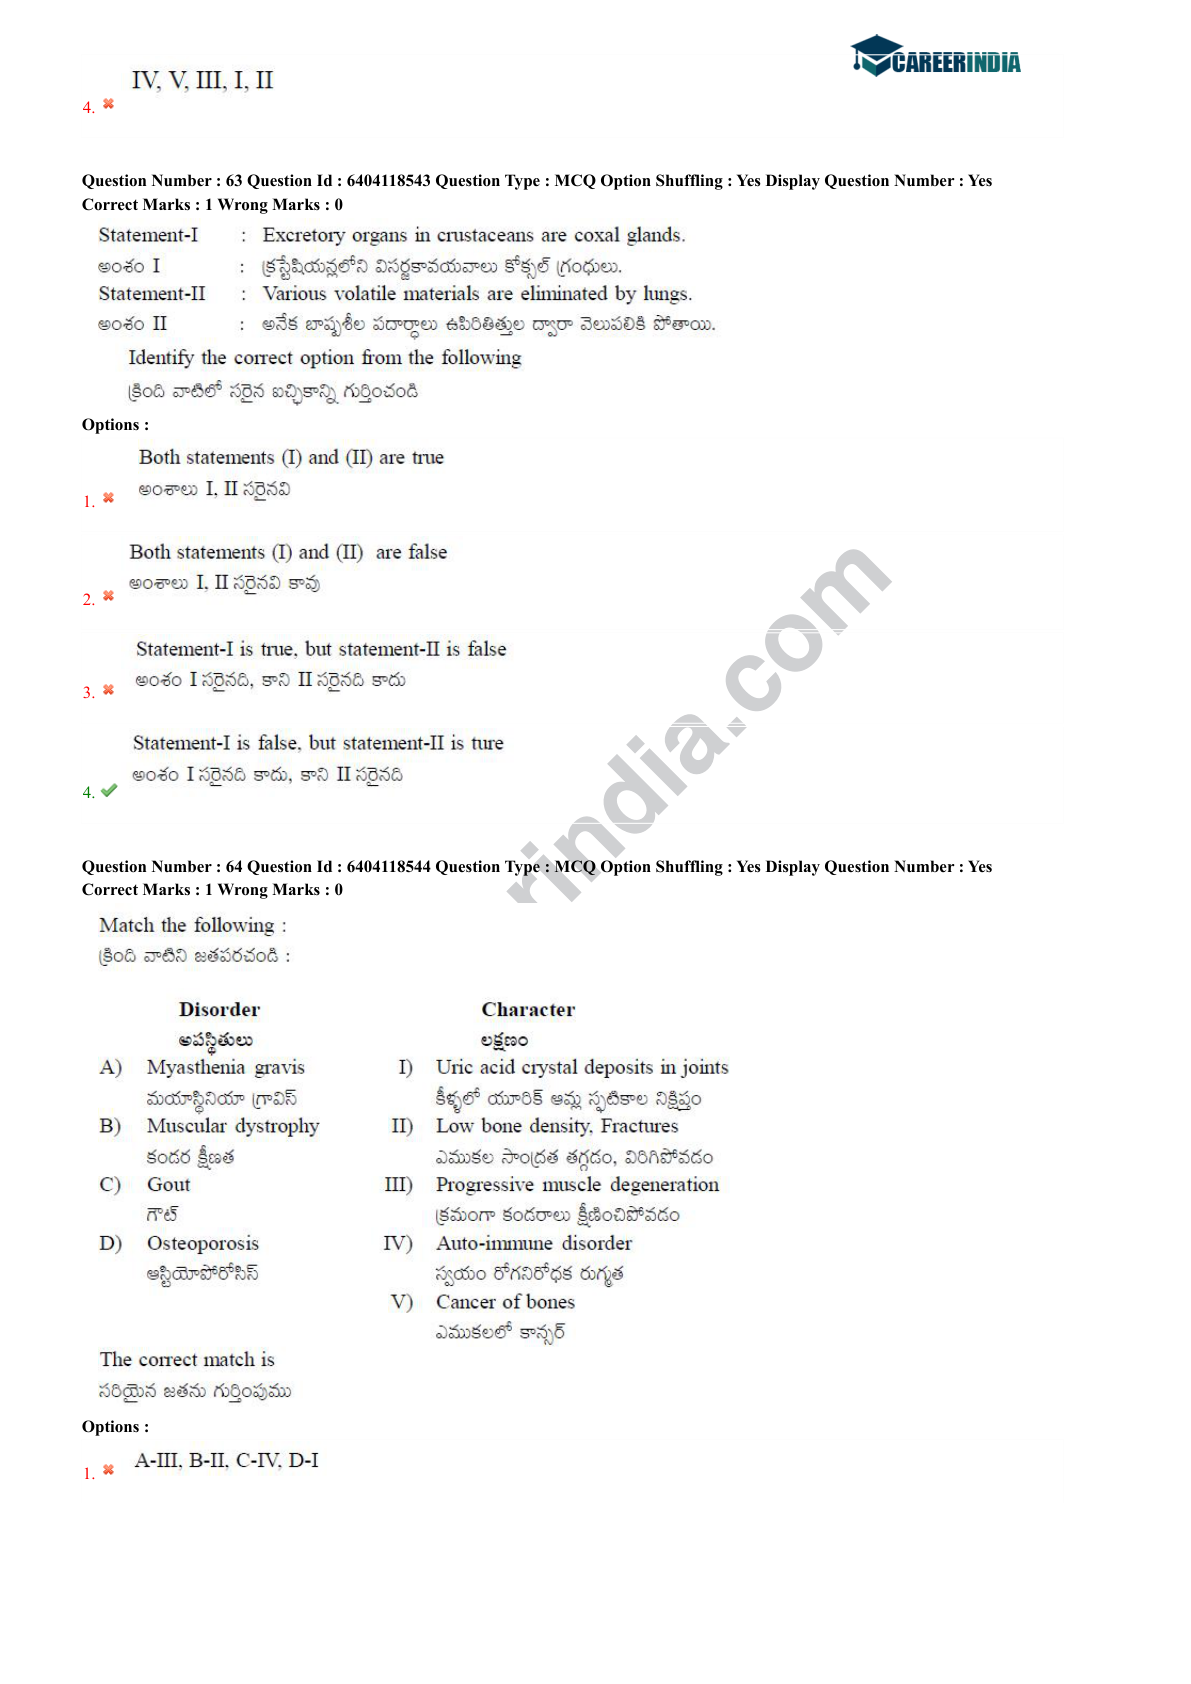 CAREERINDIA
IV, V, III, I, II
4.
Question Number : 63 Question Id : 6404118543 Question Type : MCQ Option Shuffling : Yes Display Question Number : Yes
Correct Marks : 1 Wrong Marks : 0
Statement-I : Excretory organs in crustaceans are coxal glands.
అంశం I : క్రస్టేషియన్లలోని విసర్జకావయవాలు కోక్సల్ గ్రంధులు.
Statement-II : Various volatile materials are eliminated by lungs.
అంశం II : అనేక బాష్పశీల పదార్ధాలు ఉపిరితిత్తుల ద్వారా వెలుపలికి పోతాయి.
Identify the correct option from the following
క్రింది వాటిలో సరైన ఐచ్ఛికాన్ని గుర్తించండి
Options :
Both statements (I) and (II) are true
అంశాలు I, II సరైనవి
1.
Both statements (I) and (II) are false
అంశాలు I, II సరైనవి కావు
2.
Statement-I is true, but statement-II is false
అంశం I సరైనది, కాని II సరైనది కాదు
3.
Statement-I is false, but statement-II is ture
అంశం I సరైనది కాదు, కాని II సరైనది
4.
rindia.com
Question Number : 64 Question Id : 6404118544 Question Type : MCQ Option Shuffling : Yes Display Question Number : Yes
Correct Marks : 1 Wrong Marks : 0
Match the following :
క్రింది వాటిని జతపరచండి :
Disorder Character
అపస్థితులు లక్షణం
A) Myasthenia gravis I) Uric acid crystal deposits in joints
మయాస్థినియా గ్రావిస్ కీళ్ళలో యూరిక్ ఆమ్ల స్ఫటికాల నిక్షిప్తం
B) Muscular dystrophy II) Low bone density, Fractures
కండర క్షీణత ఎముకల సాంద్రత తగ్గడం, విరిగిపోవడం
C) Gout III) Progressive muscle degeneration
గౌట్ క్రమంగా కండరాలు క్షీణించిపోవడం
D) Osteoporosis IV) Auto-immune disorder
ఆస్టియోపోరోసిస్ స్వయం రోగనిరోధక రుగ్మత
V) Cancer of bones
ఎముకలలో కాన్సర్
The correct match is
సరియైన జతను గుర్తింపుము
Options :
A-III, B-II, C-IV, D-I
1.